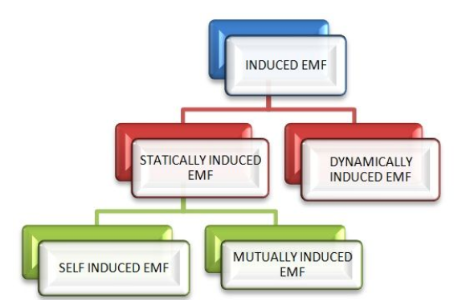 INDUCED EMF
STATICALLY INDUCED
EMF
DYNAMICALLY
INDUCED EMF
SELF INDUCED EMF
MUTUALLY INDUCED
EMF